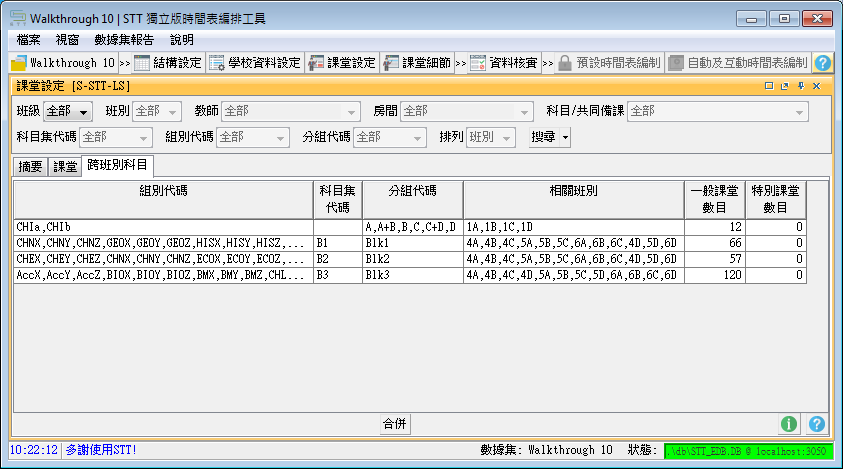 Walkthrough 10 | STT 獨立版時間表編排工具
檔案 視窗 數據集報告 說明
Walkthrough 10 >> 結構設定 學校資料設定 課堂設定 課堂細節 >> 資料核實 >> 預設時間表編制 自動及互動時間表編制
課堂設定 [S-STT-LS]
班級 全部 班別 全部 教師 全部 房間 全部 科目/共同備課 全部
科目集代碼 全部 組別代碼 全部 分組代碼 全部 排列 班別 搜尋
摘要 課堂 跨班別科目
組別代碼 科目集代碼 分組代碼 相關班別 一般課堂數目 特別課堂數目
CHIa,CHIb A,A+B,B,C,C+D,D 1A,1B,1C,1D 12 0
CHNX,CHNY,CHNZ,GEOX,GEOY,GEOZ,HISX,HISY,HISZ,... B1 Blk1 4A,4B,4C,5A,5B,5C,6A,6B,6C,4D,5D,6D 66 0
CHEX,CHEY,CHEZ,CHNX,CHNY,CHNZ,ECOX,ECOY,ECOZ,... B2 Blk2 4A,4B,4C,5A,5B,5C,6A,6B,6C,4D,5D,6D 57 0
AccX,AccY,AccZ,BIOX,BIOY,BIOZ,BMX,BMY,BMZ,CHL... B3 Blk3 4A,4B,4C,4D,5A,5B,5C,5D,6A,6B,6C,6D 120 0
合併
10:22:12 多謝使用STT! 數據集: Walkthrough 10 狀態: .\db\STT_EDB.DB @ localhost:3050